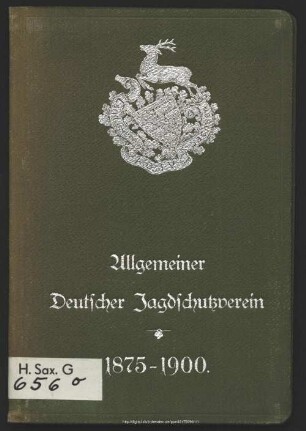 Allgemeiner
Deutscher Jagdschutzverein
1875-1900.
H. Sax. G
656 o